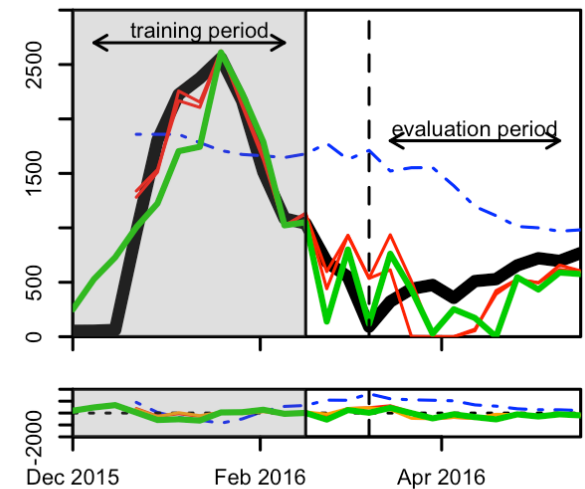 training period
evaluation period
2500
1500
500
0
-2000
Dec 2015 Feb 2016 Apr 2016